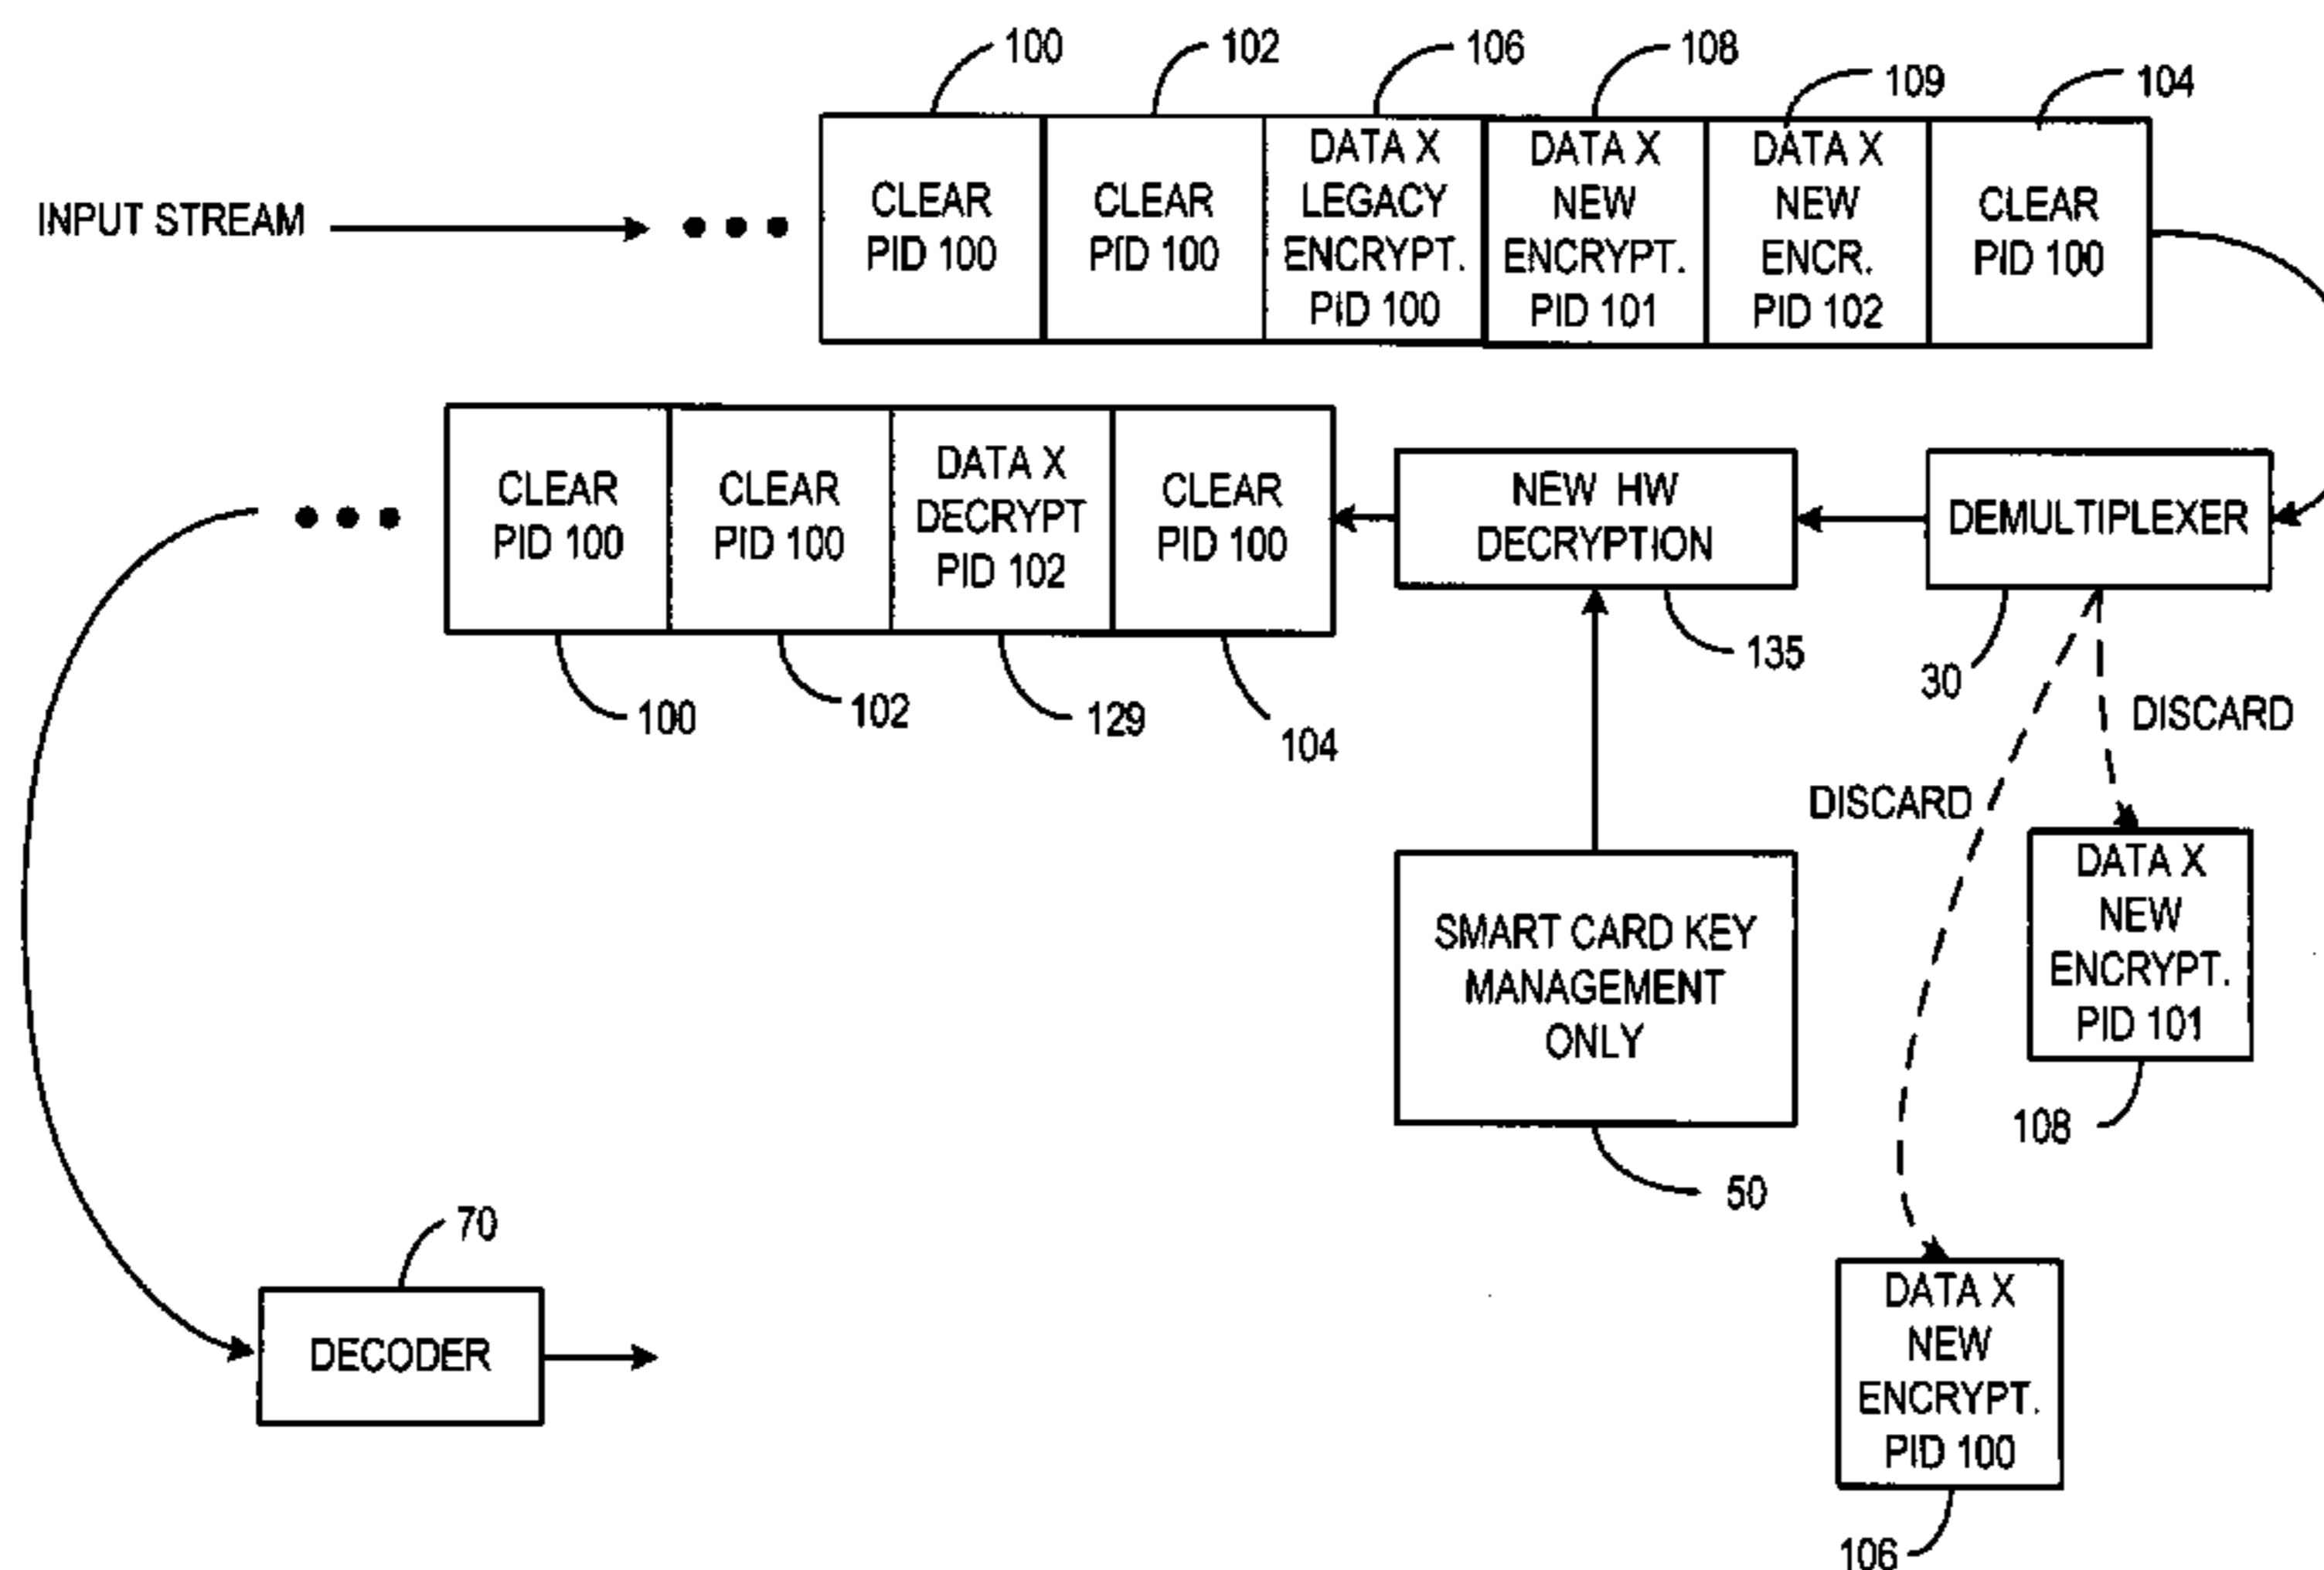 100
102
106
108
109
104
INPUT STREAM
CLEAR
PID 100
CLEAR
PID 100
DATA X
LEGACY
ENCRYPT.
PID 100
DATA X
NEW
ENCRYPT.
PID 101
DATA X
NEW
ENCR.
PID 102
CLEAR
PID 100
CLEAR
PID 100
CLEAR
PID 100
DATA X
DECRYPT
PID 102
CLEAR
PID 100
NEW HW
DECRYPTION
DEMULTIPLEXER
100
102
129
104
135
30
DISCARD
DISCARD
SMART CARD KEY
MANAGEMENT
ONLY
50
DATA X
NEW
ENCRYPT.
PID 101
108
70
DECODER
DATA X
NEW
ENCRYPT.
PID 100
106